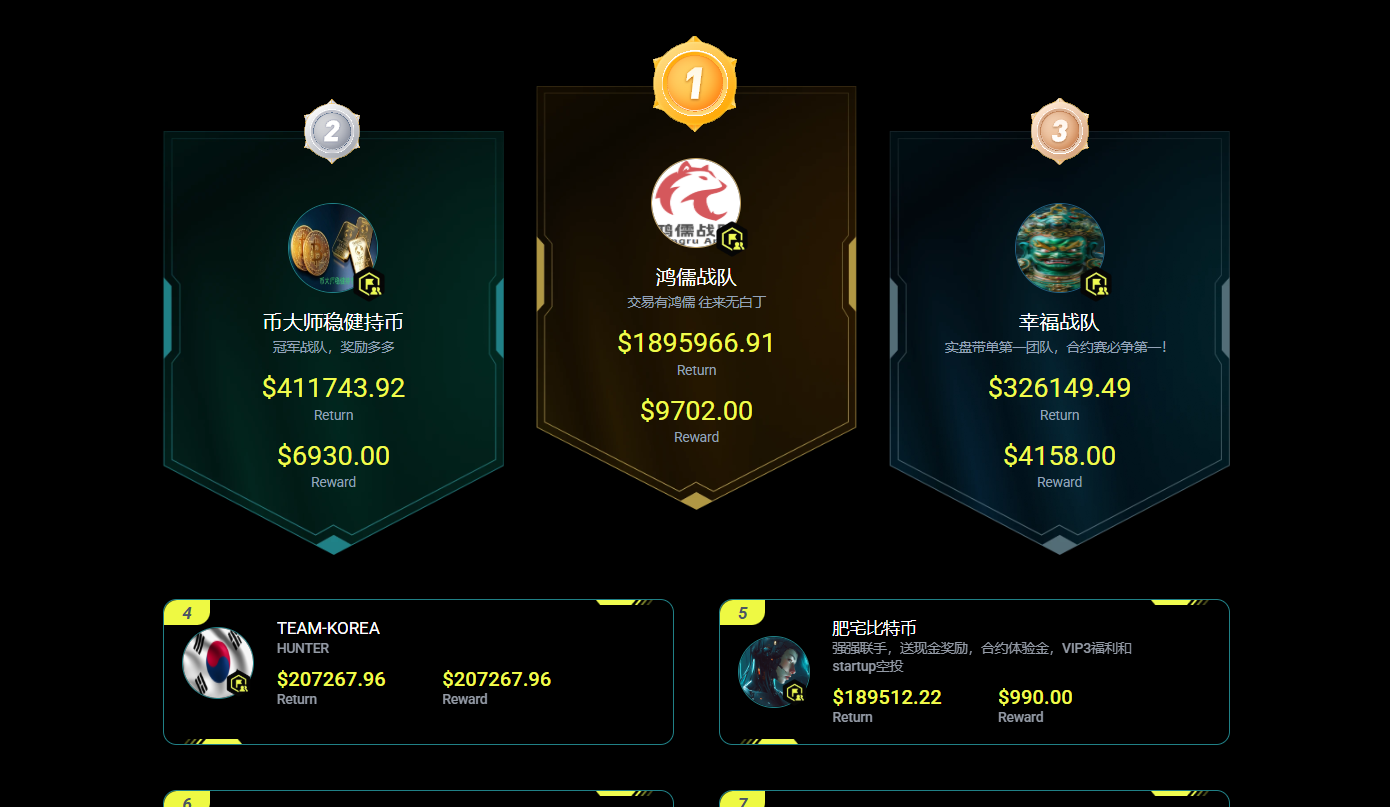 1
鸿儒战队
交易有鸿儒 往来无白丁
$1895966.91
Return
$9702.00
Reward
2
币大师稳健持币
冠军战队，奖励多多
$411743.92
Return
$6930.00
Reward
3
幸福战队
实盘带单第一团队，合约赛必争第一！
$326149.49
Return
$4158.00
Reward
4
TEAM-KOREA
HUNTER
$207267.96
$207267.96
Return
Reward
5
肥宅比特币
强强联手，送现金奖励，合约体验金，VIP3福利和
startup空投
$189512.22
$990.00
Return
Reward
6
7